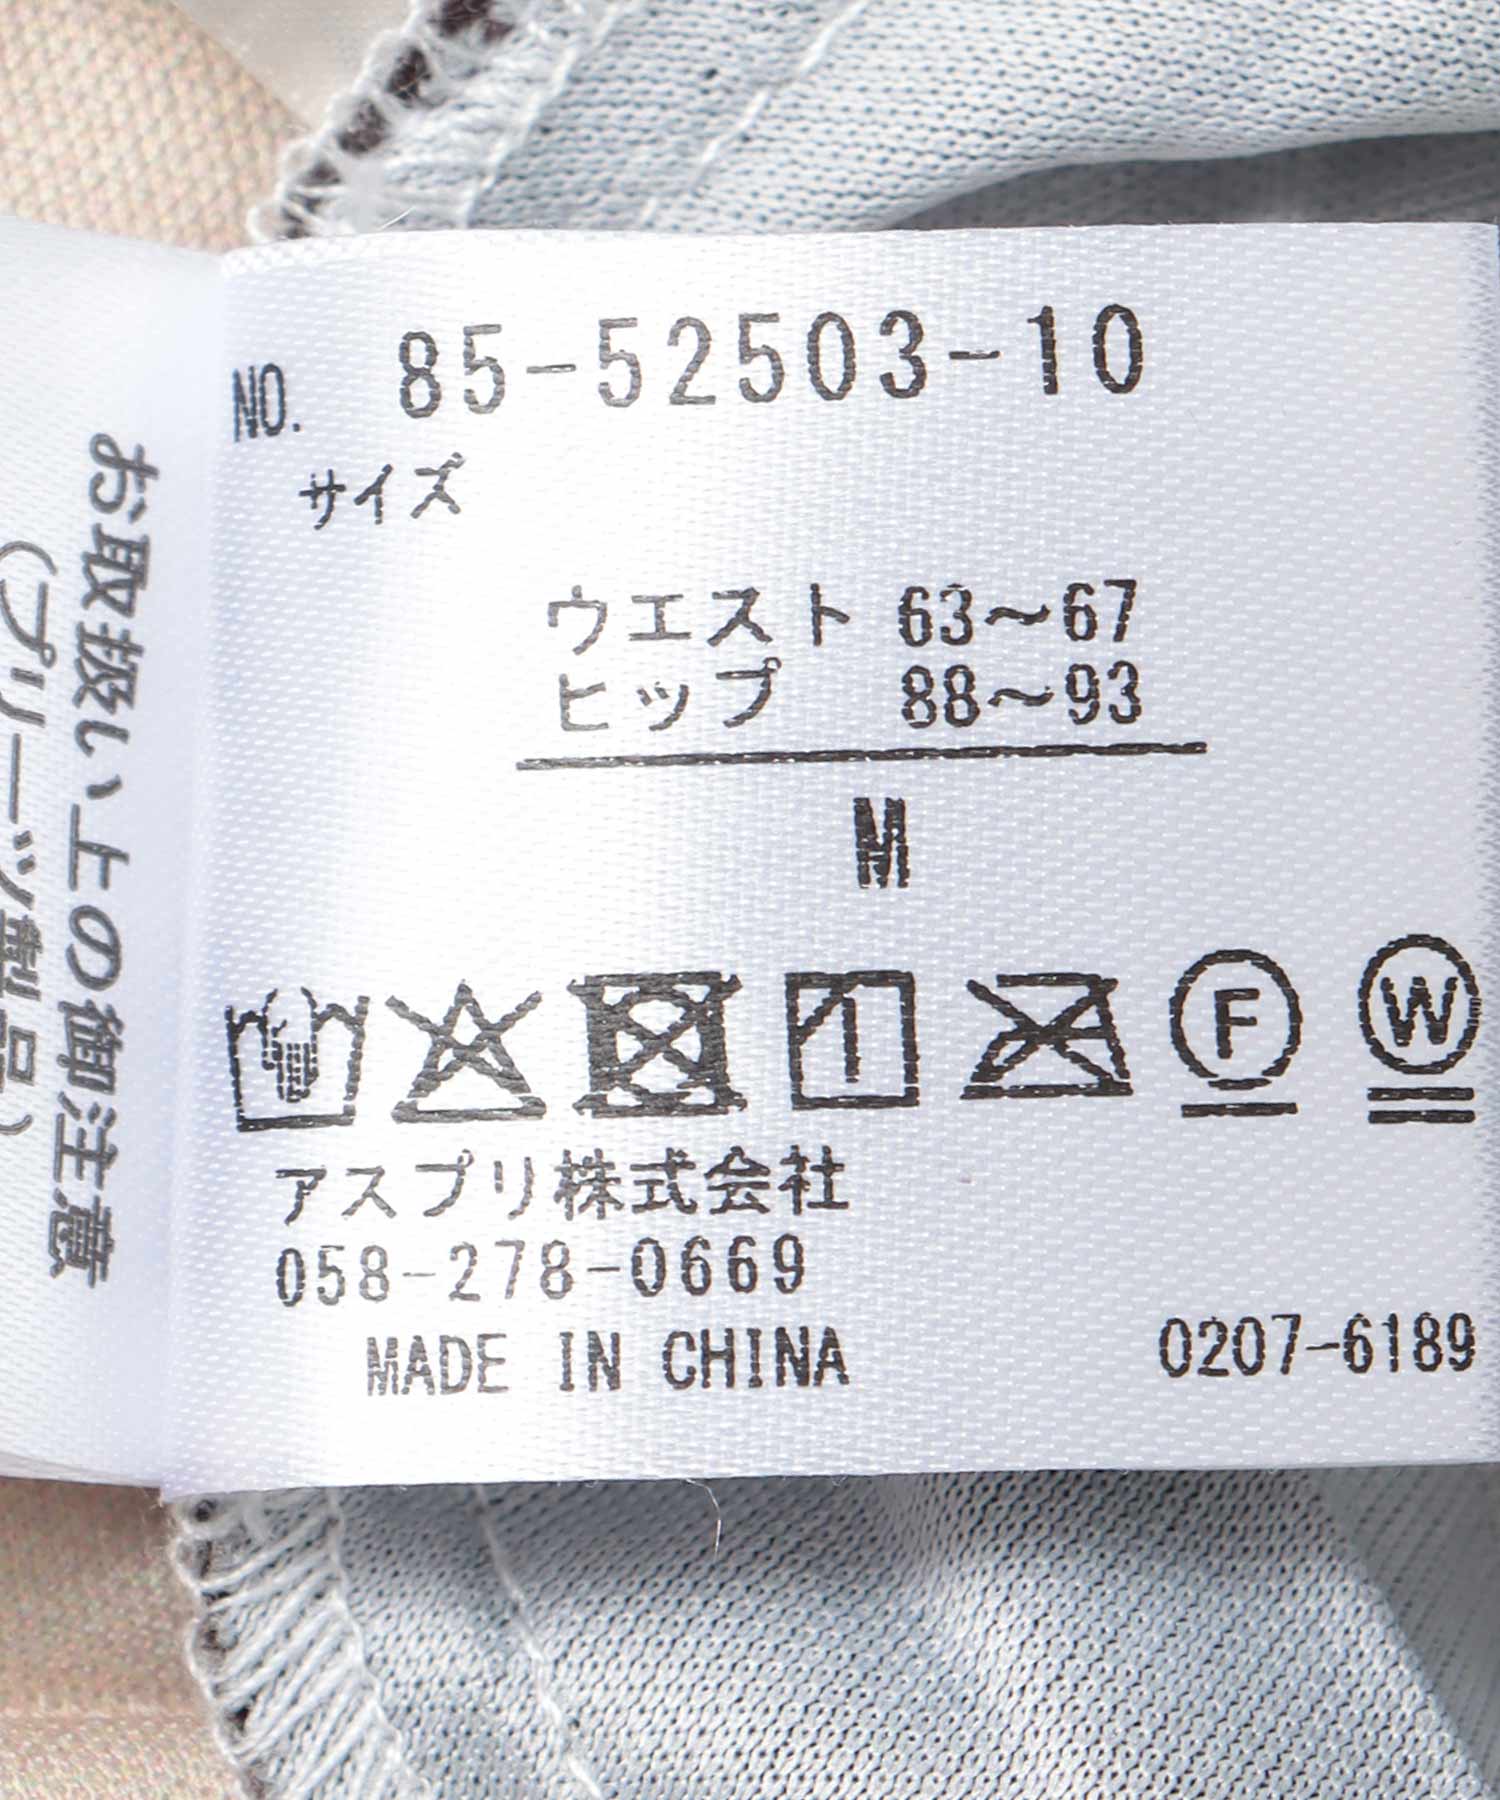 NO. 85-52503-10
サイズ
ウエスト 63～67
ヒップ 88～93
M
F
W
アスプリ株式会社
058-278-0669
MADE IN CHINA
0207-6189
お取扱い上の御注意
(プリーツ製品)